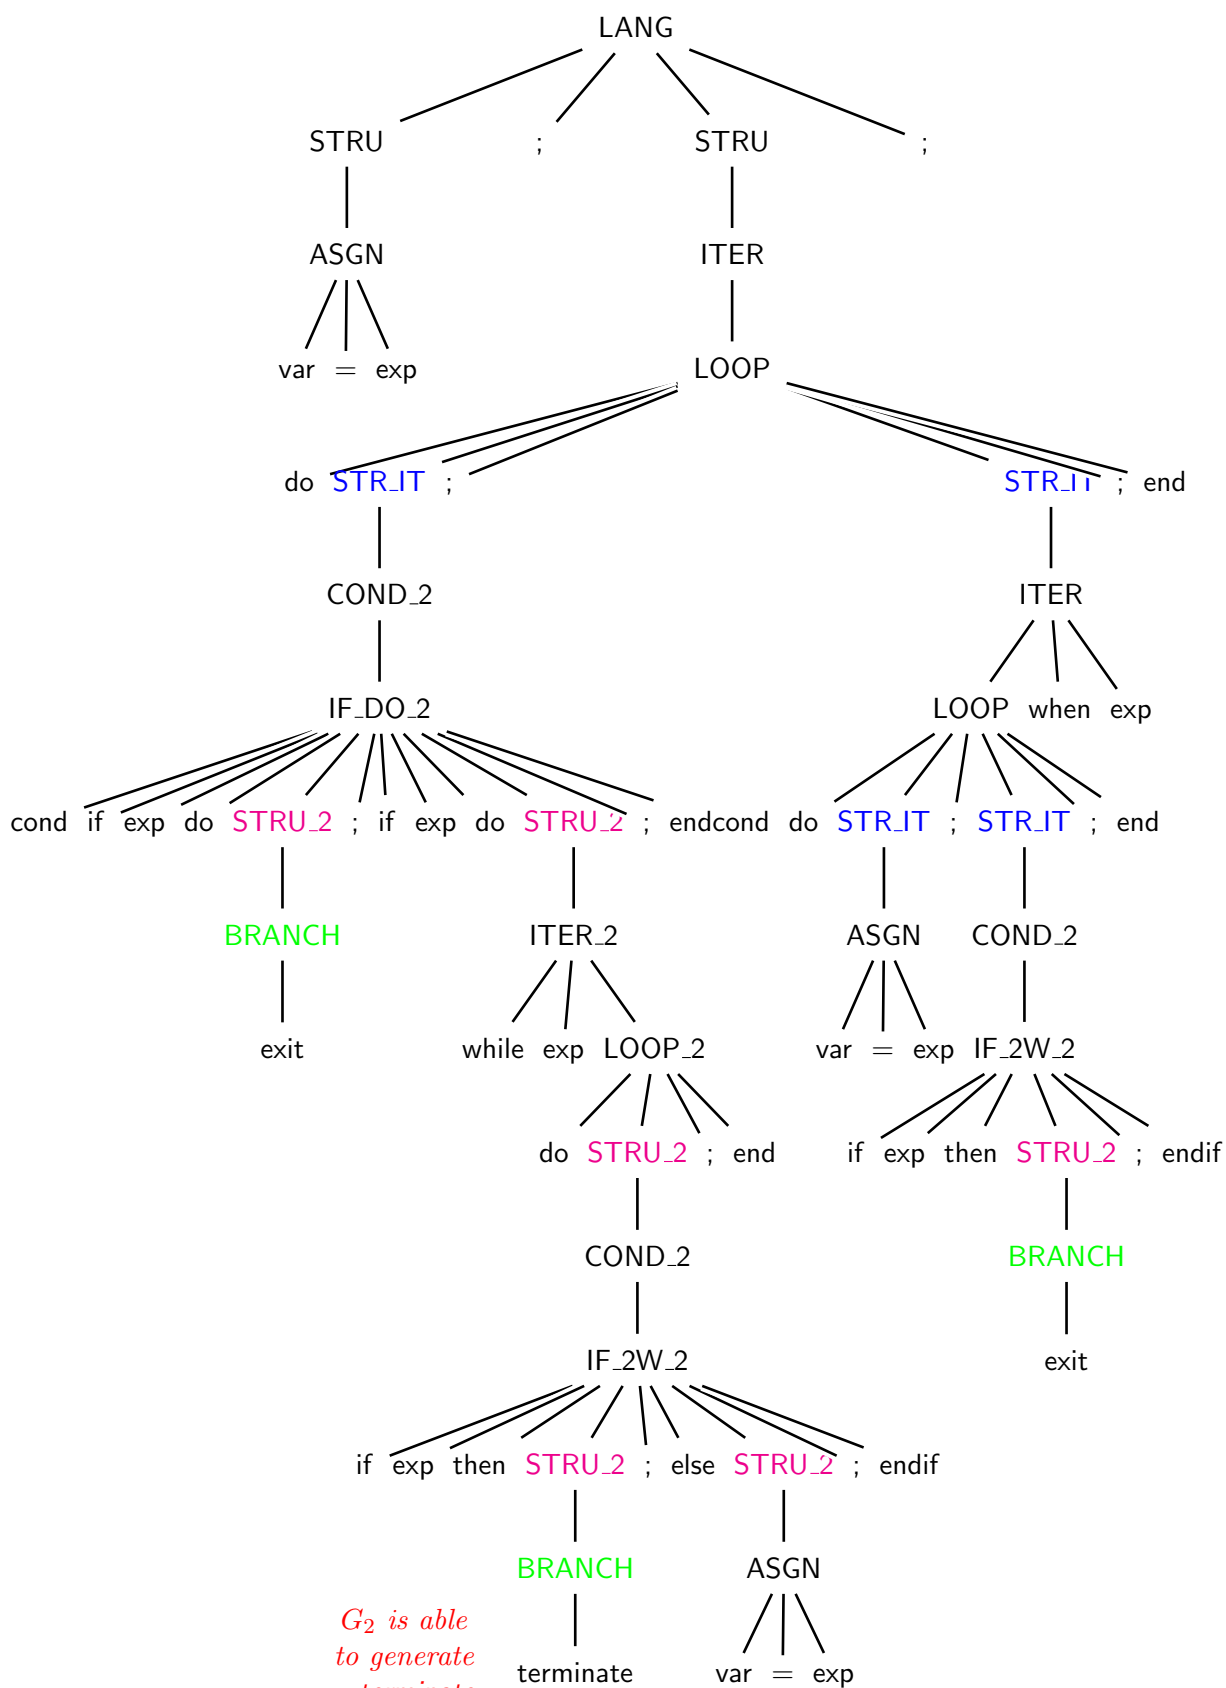 LANG
STRU ; STRU ;
ASGN ITER
var = exp LOOP
do STR_IT ; STR_IT ; end
COND_2 ITER
IF_DO_2 LOOP when exp
cond if exp do STRU_2 ; if exp do STRU_2 ; endcond do STR_IT ; STR_IT ; end
BRANCH ITER_2 ASGN COND_2
exit while exp LOOP_2 var = exp IF_2W_2
do STRU_2 ; end if exp then STRU_2 ; endif
COND_2 BRANCH
IF_2W_2 exit
if exp then STRU_2 ; else STRU_2 ; endif
BRANCH ASGN
G₂ is able
to generate
terminate var = exp
terminate